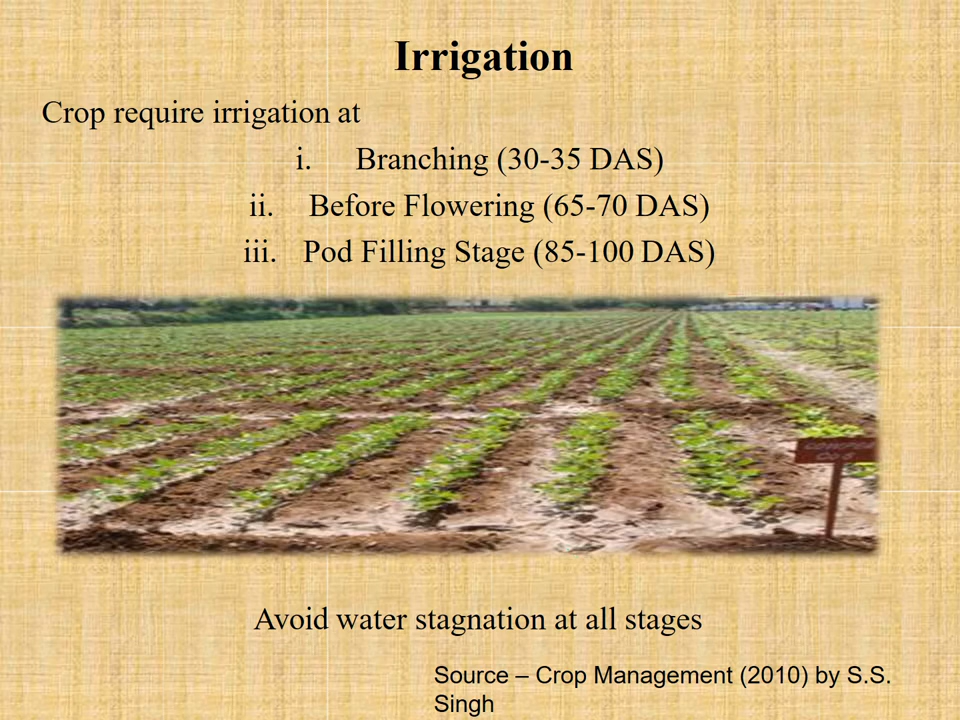 Irrigation
Crop require irrigation at
i. Branching (30-35 DAS)
ii. Before Flowering (65-70 DAS)
iii. Pod Filling Stage (85-100 DAS)
Avoid water stagnation at all stages
Source – Crop Management (2010) by S.S.
Singh